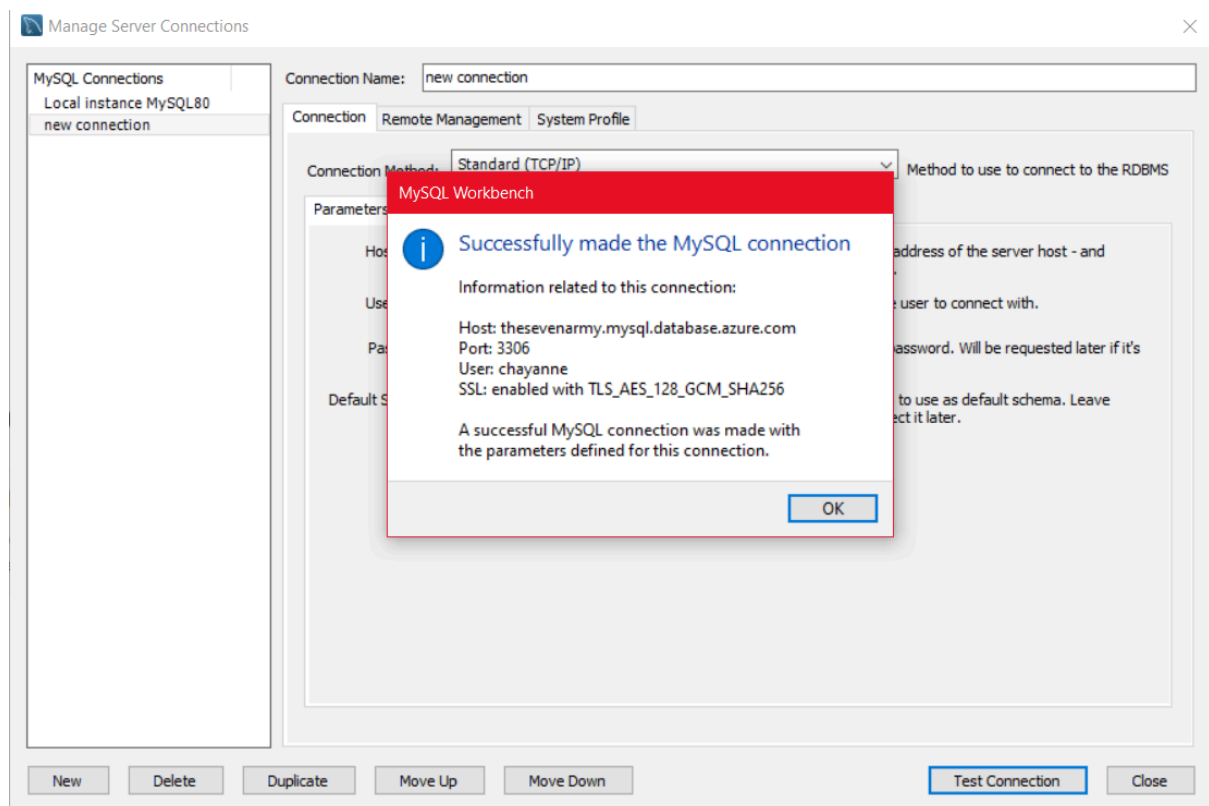 Manage Server Connections
MySQL Connections
Local instance MySQL80
new connection
Connection Name: new connection
Connection Remote Management System Profile
Connection Method: Standard (TCP/IP) Method to use to connect to the RDBMS
Parameters
address of the server host - and
user to connect with.
password. Will be requested later if it's
Default to use as default schema. Leave
it later.
MySQL Workbench
Successfully made the MySQL connection
Information related to this connection:
Host: thesevenarmy.mysql.database.azure.com
Port: 3306
User: chayanne
SSL: enabled with TLS_AES_128_GCM_SHA256
A successful MySQL connection was made with
the parameters defined for this connection.
OK
New Delete Duplicate Move Up Move Down Test Connection Close